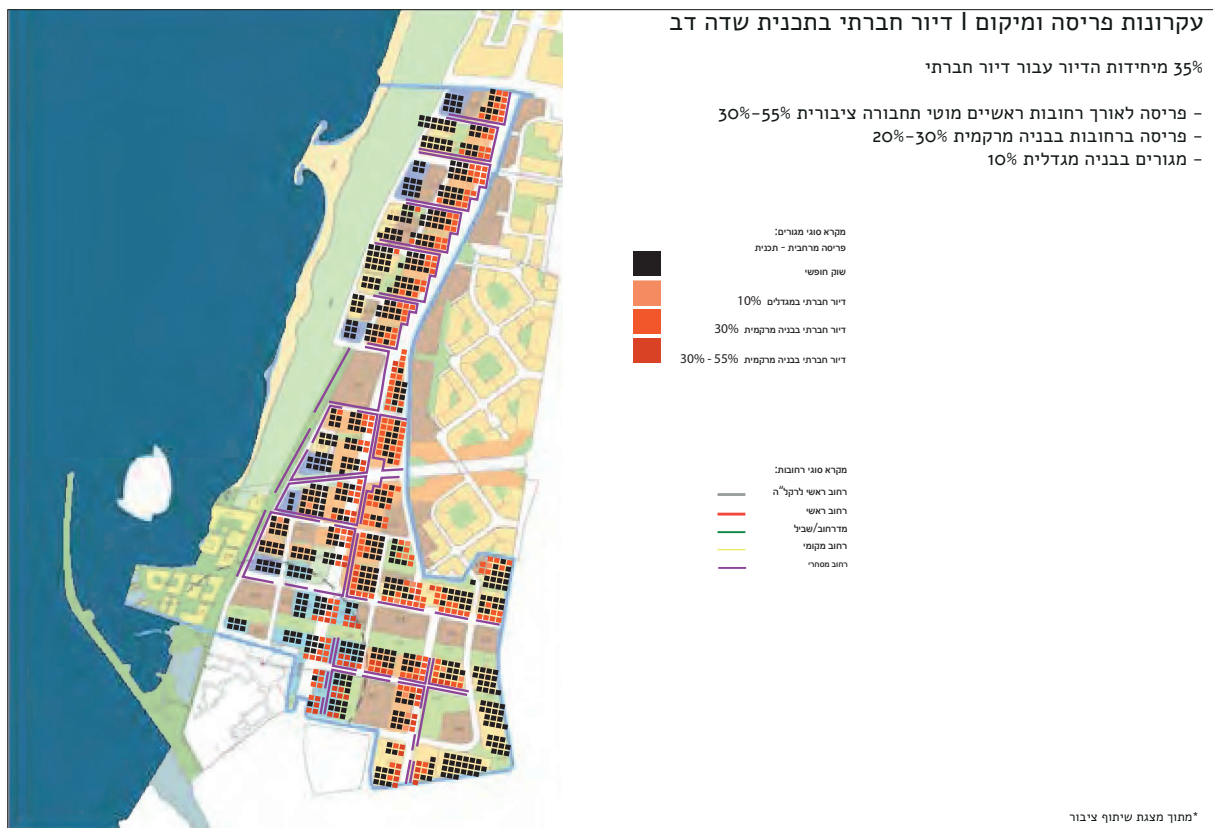 עקרונות פריסה ומיקום | דיור חברתי בתכנית שדה דב
35% מיחידות הדיור עבור דיור חברתי
- פריסה לאורך רחובות ראשיים מוטי תחבורה ציבורית 30%-55%
- פריסה ברחובות בבניה מרקמית 20%-30%
- מגורים בבניה מגדלית 10%
מקרא סוגי מגורים:
פריסה מרחבית - תכנית
שוק חופשי
דיור חברתי במגדלים 10%
דיור חברתי בבניה מרקמית 30%
דיור חברתי בבניה מרקמית 30% - 55%
מקרא סוגי רחובות:
רחוב ראשי לרקל"ה
רחוב ראשי
מדרחוב/שביל
רחוב מקומי
רחוב מסחרי
*מתוך מצגת שיתוף ציבור